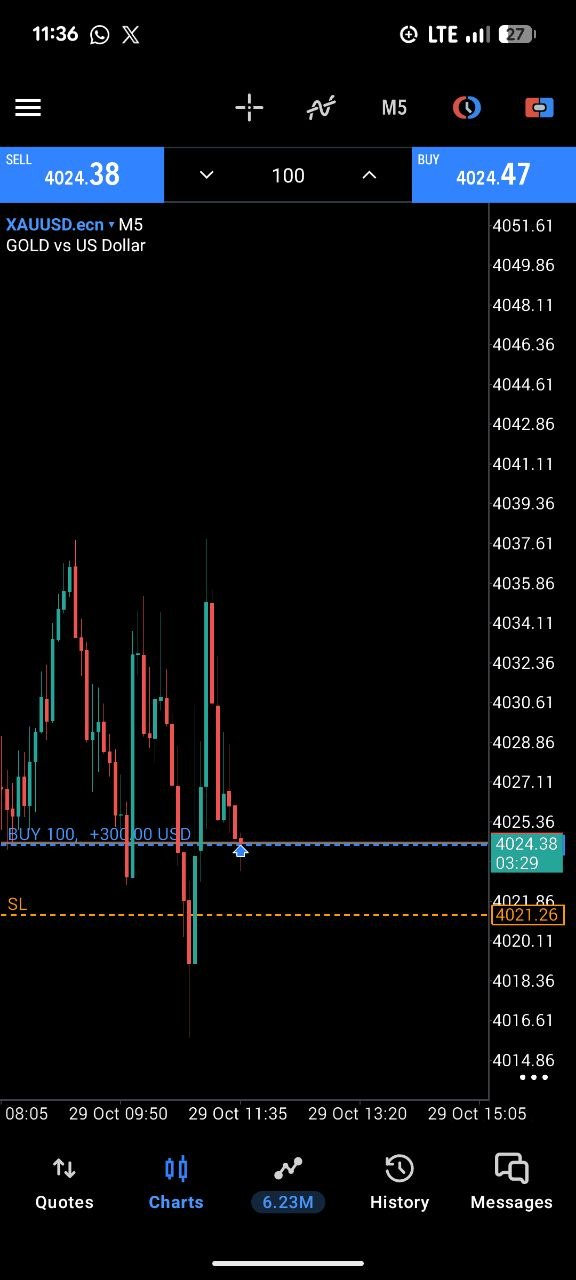 11:36
LTE
27
M5
SELL
4024.38
100
BUY
4024.47
XAUUSD.ecn M5
GOLD vs US Dollar
4051.61
4049.86
4048.11
4046.36
4044.61
4042.86
4041.11
4039.36
4037.61
4035.86
4034.11
4032.36
4030.61
4028.86
4027.11
4025.36
BUY 100, +300.00 USD
4024.38
03:29
4021.86
SL
4021.26
4020.11
4018.36
4016.61
4014.86
08:05 29 Oct 09:50 29 Oct 11:35 29 Oct 13:20 29 Oct 15:05
Quotes Charts 6.23M History Messages